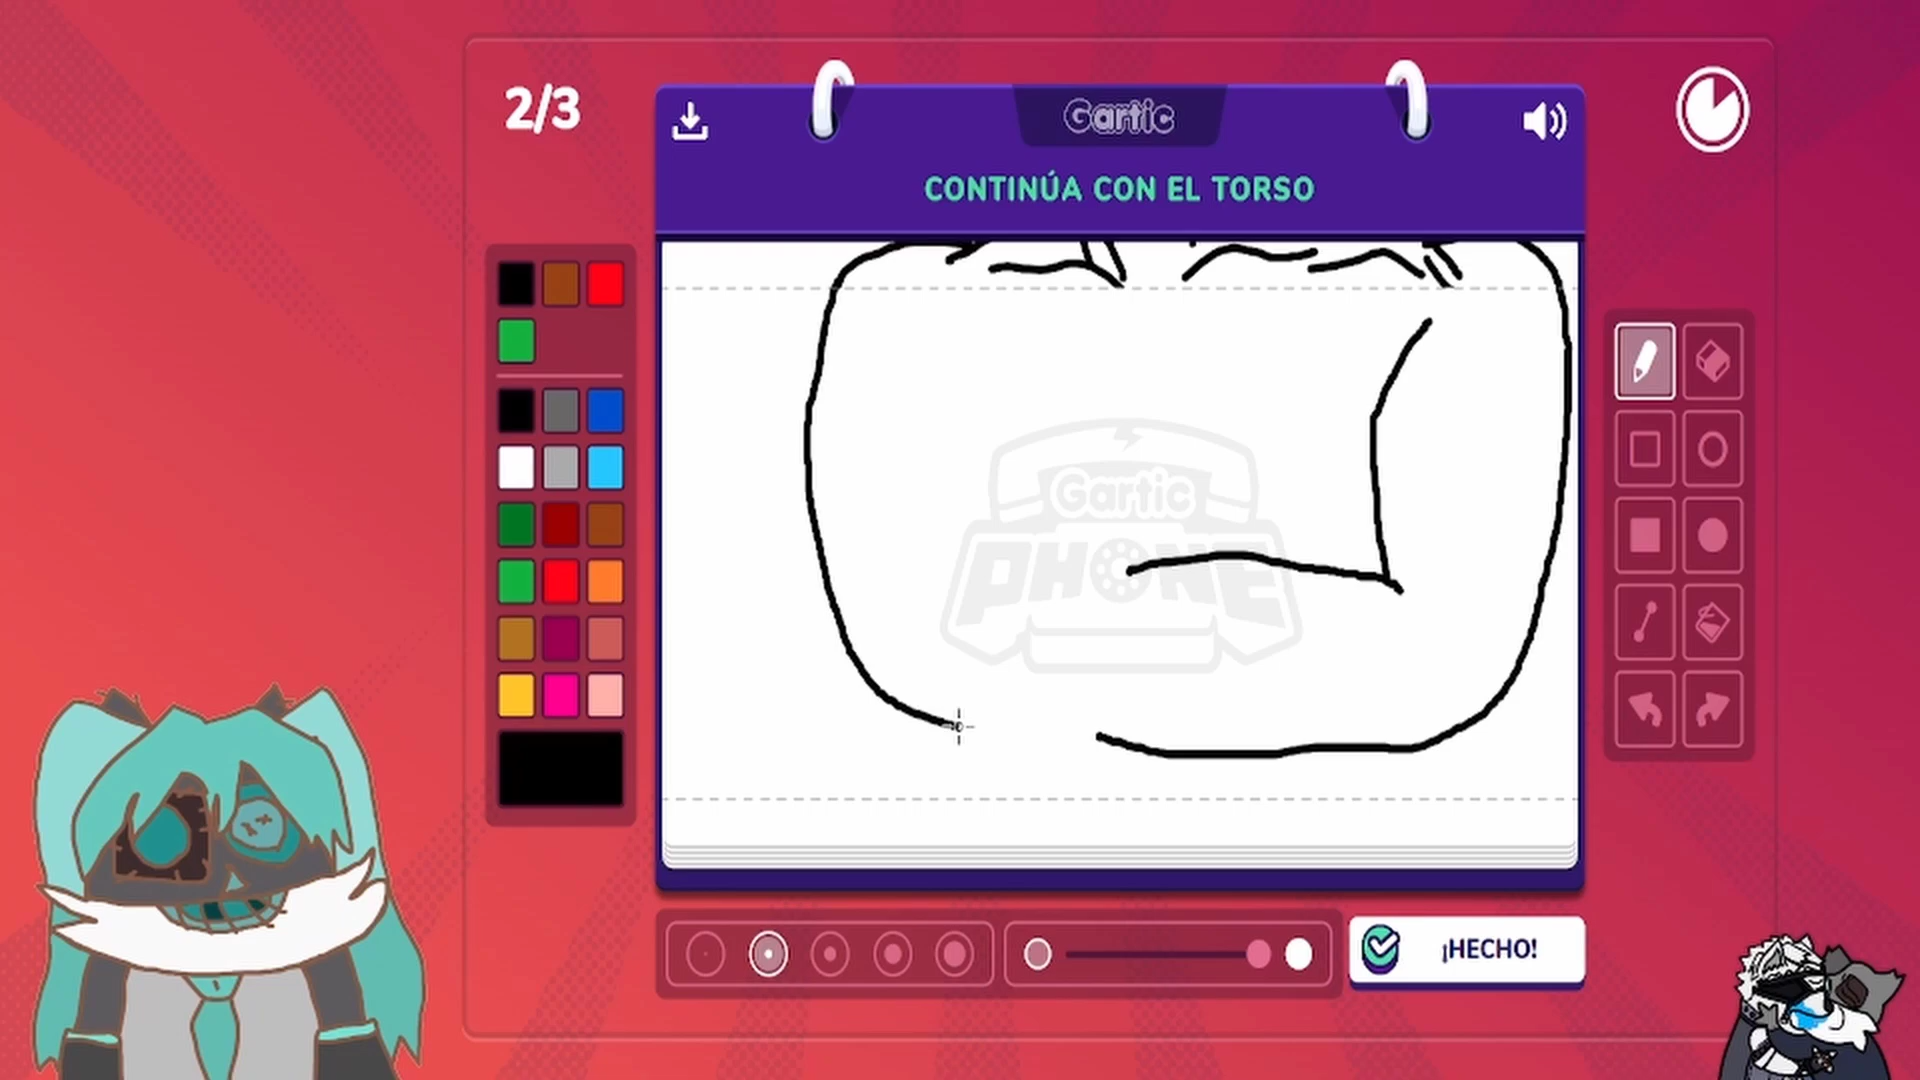 2/3
Gartic
CONTINÚA CON EL TORSO
Gartic
PHONE
¡HECHO!